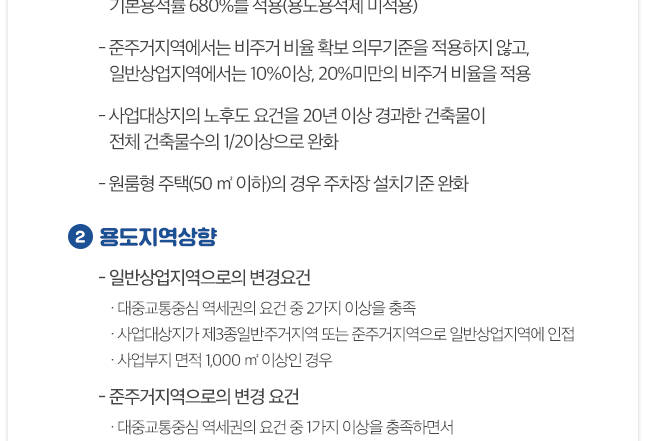 기본용적률 680%를 적용(용도용적제 미적용)
- 준주거지역에서는 비주거 비율 확보 의무기준을 적용하지 않고,
일반상업지역에서는 10%이상, 20%미만의 비주거 비율을 적용
- 사업대상지의 노후도 요건을 20년 이상 경과한 건축물이
전체 건축물수의 1/2이상으로 완화
- 원룸형 주택(50 ㎡ 이하)의 경우 주차장 설치기준 완화
2 용도지역상향
- 일반상업지역으로의 변경요건
· 대중교통중심 역세권의 요건 중 2가지 이상을 충족
· 사업대상지가 제3종일반주거지역 또는 준주거지역으로 일반상업지역에 인접
· 사업부지 면적 1,000 ㎡ 이상인 경우
- 준주거지역으로의 변경 요건
· 대중교통중심 역세권의 요건 중 1가지 이상을 충족하면서